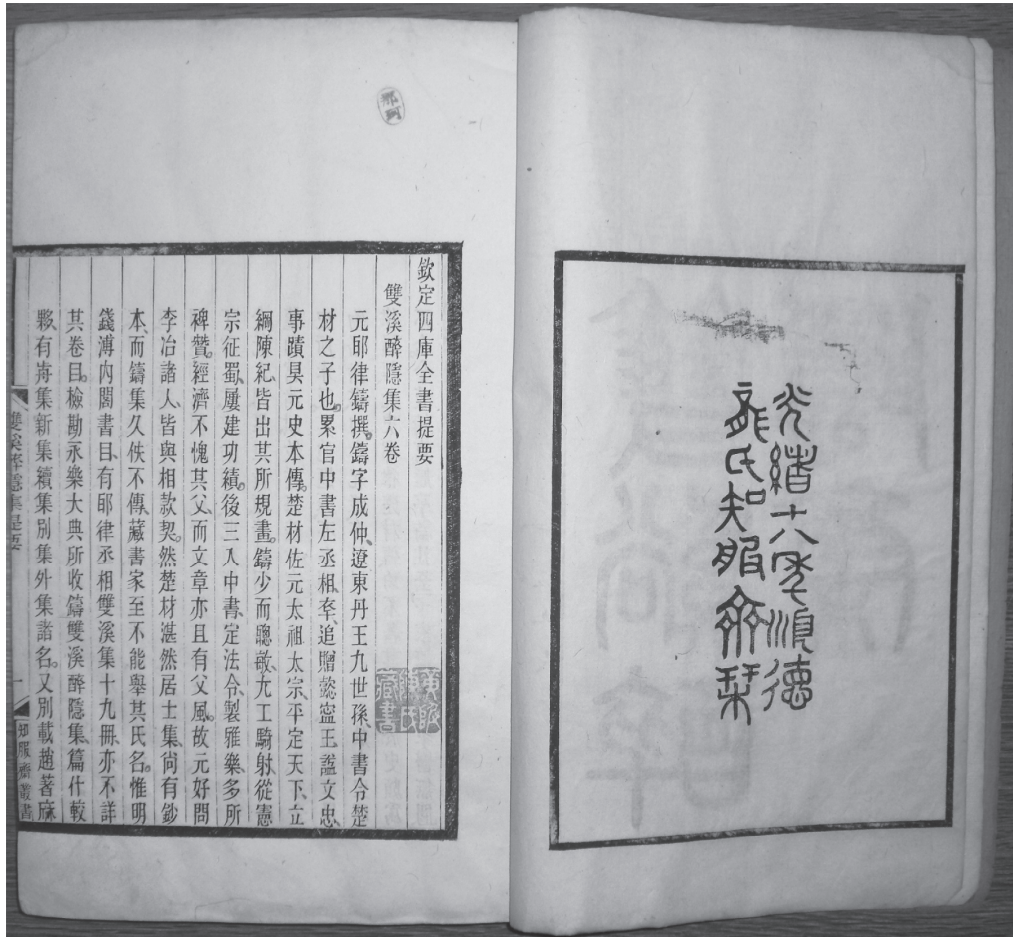 光緒十六年順德
龍氏知服齋栞
欽定四庫全書提要
雙溪醉隱集六卷
元耶律鑄撰。鑄字成仲、遼東丹王九世孫、中書令楚
材之子也。累官中書左丞相、卒、追贈懿寧王、諡文忠、
事蹟具元史本傳。楚材佐元太祖太宗、平定天下、立
綱陳紀、皆出其所規畫。鑄少而聰敏、尤工騎射、從憲
宗征蜀、屢建功績。後三入中書、定法令、製雅樂、多所
裨贊。經濟不愧其父、而文章亦且有父風。故元好問
李冶諸人、皆與相款契。然楚材湛然居士集、尙有鈔
本、而鑄集久佚不傳、藏書家至不能舉其氏名。惟明
錢溥內閣書目、有耶律丞相雙溪集十九冊、亦不詳
其卷目。檢勘永樂大典所收鑄雙溪醉隱集、篇什較
夥、有前集新集續集別集外集諸名。又別載趙著麻
雙溪醉隱集提要
一
知服齋叢書